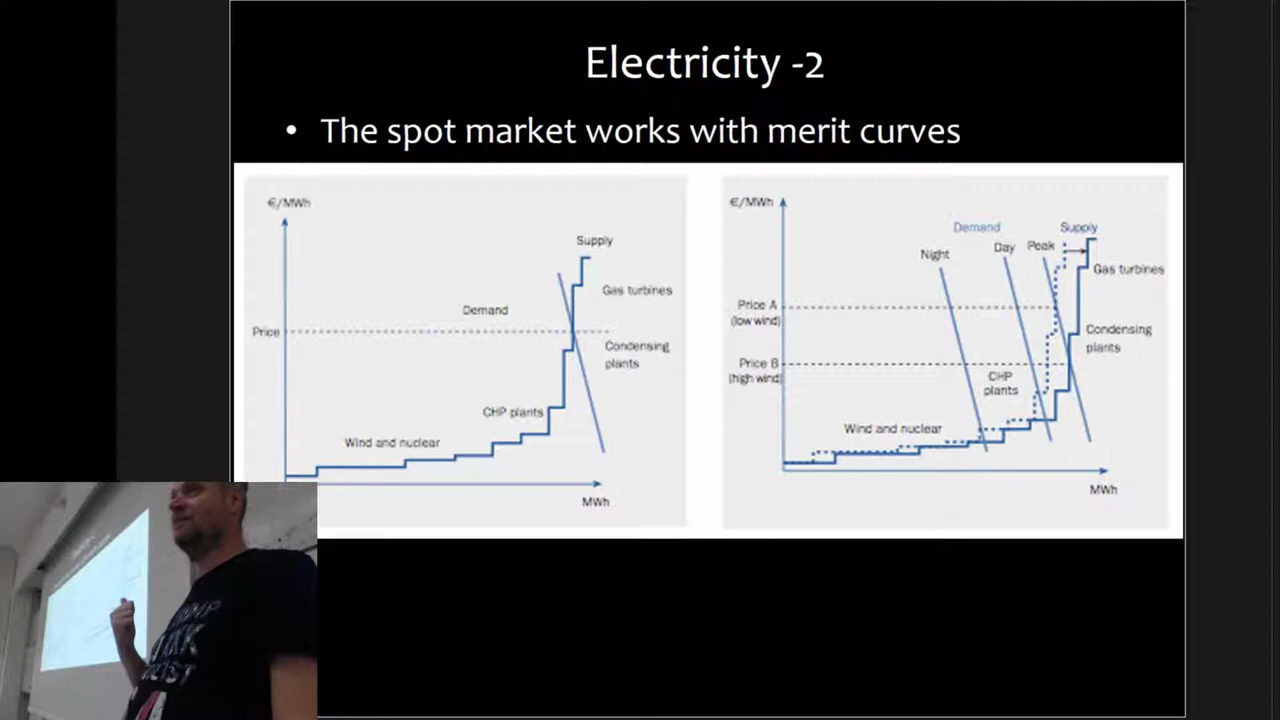 Electricity -2
• The spot market works with merit curves
€/MWh
Supply
Gas turbines
Demand
Price
Condensing
plants
CHP plants
Wind and nuclear
MWh
€/MWh
Demand
Supply
Night
Day
Peak
Gas turbines
Price A
(low wind)
Condensing
plants
Price B
(high wind)
CHP
plants
Wind and nuclear
MWh